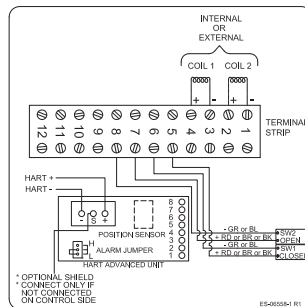 INTERNAL
OR
EXTERNAL
COIL 1 COIL 2
+ - + -
12 11 10 9 8 7 6 5 4 3 2 1
TERMINAL
STRIP
HART +
HART -
- S +
POSITION SENSOR
8
7
6
5
4
3
2
1
H
L
ALARM JUMPER
HART ADVANCED UNIT
- GR or BL
+ RD or BR or BK
- GR or BL
+ RD or BR or BK
SW2
OPEN
SW1
CLOSED
* OPTIONAL SHIELD
* CONNECT ONLY IF
NOT CONNECTED
ON CONTROL SIDE
ES-06558-1 R1